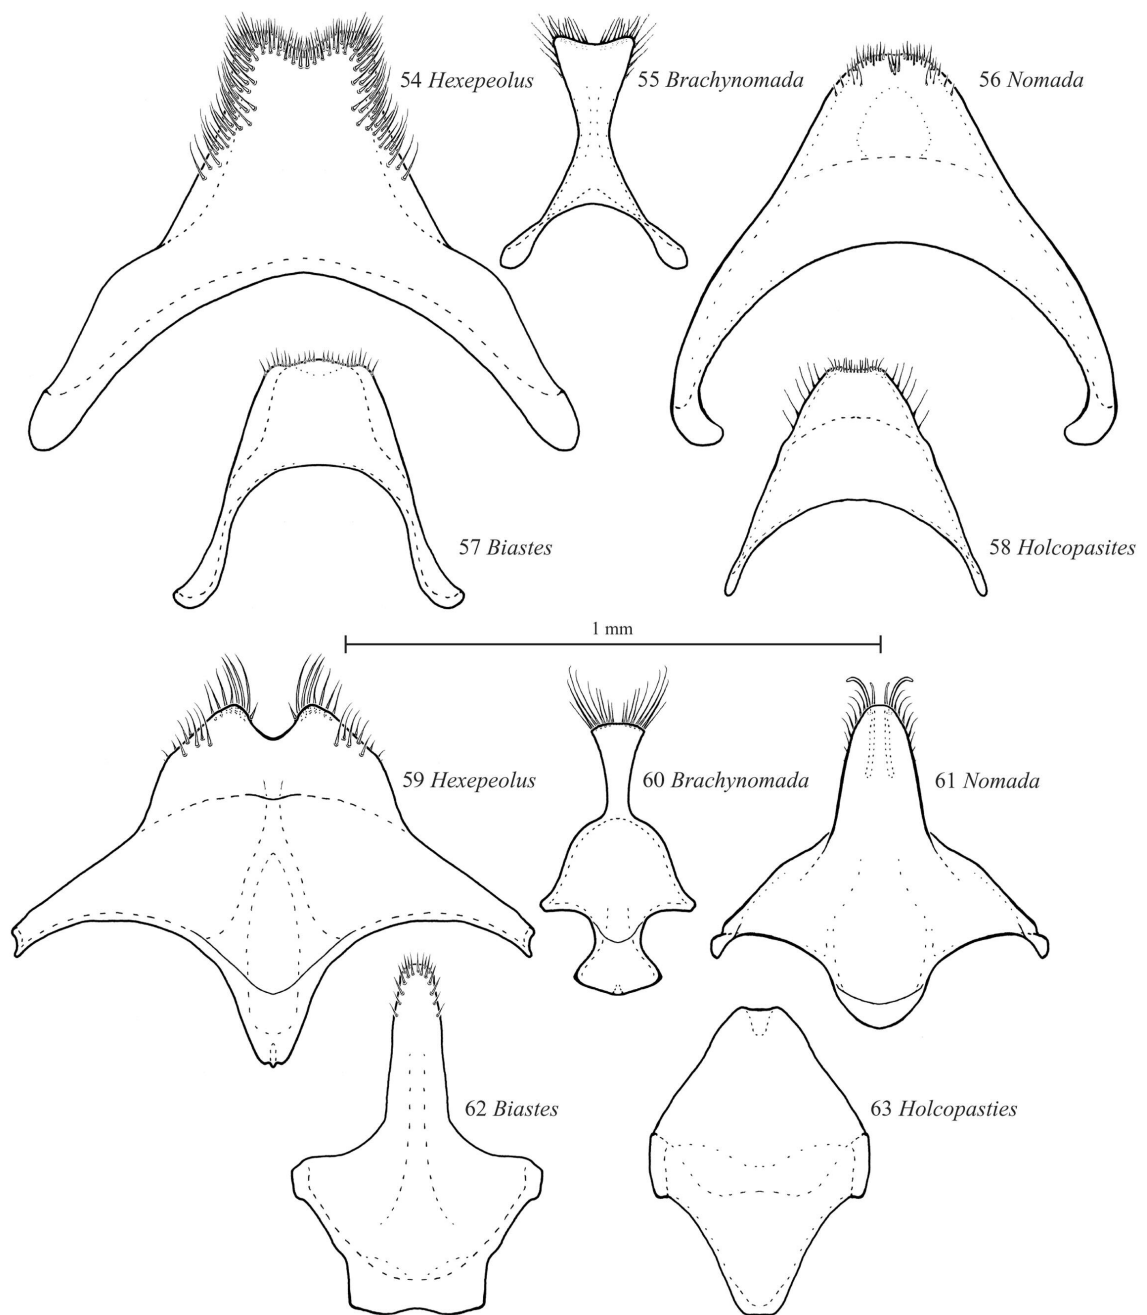 54 Hexepeolus
55 Brachynomada
56 Nomada
57 Biastes
58 Holcopasites
1 mm
59 Hexepeolus
60 Brachynomada
61 Nomada
62 Biastes
63 Holcopasties